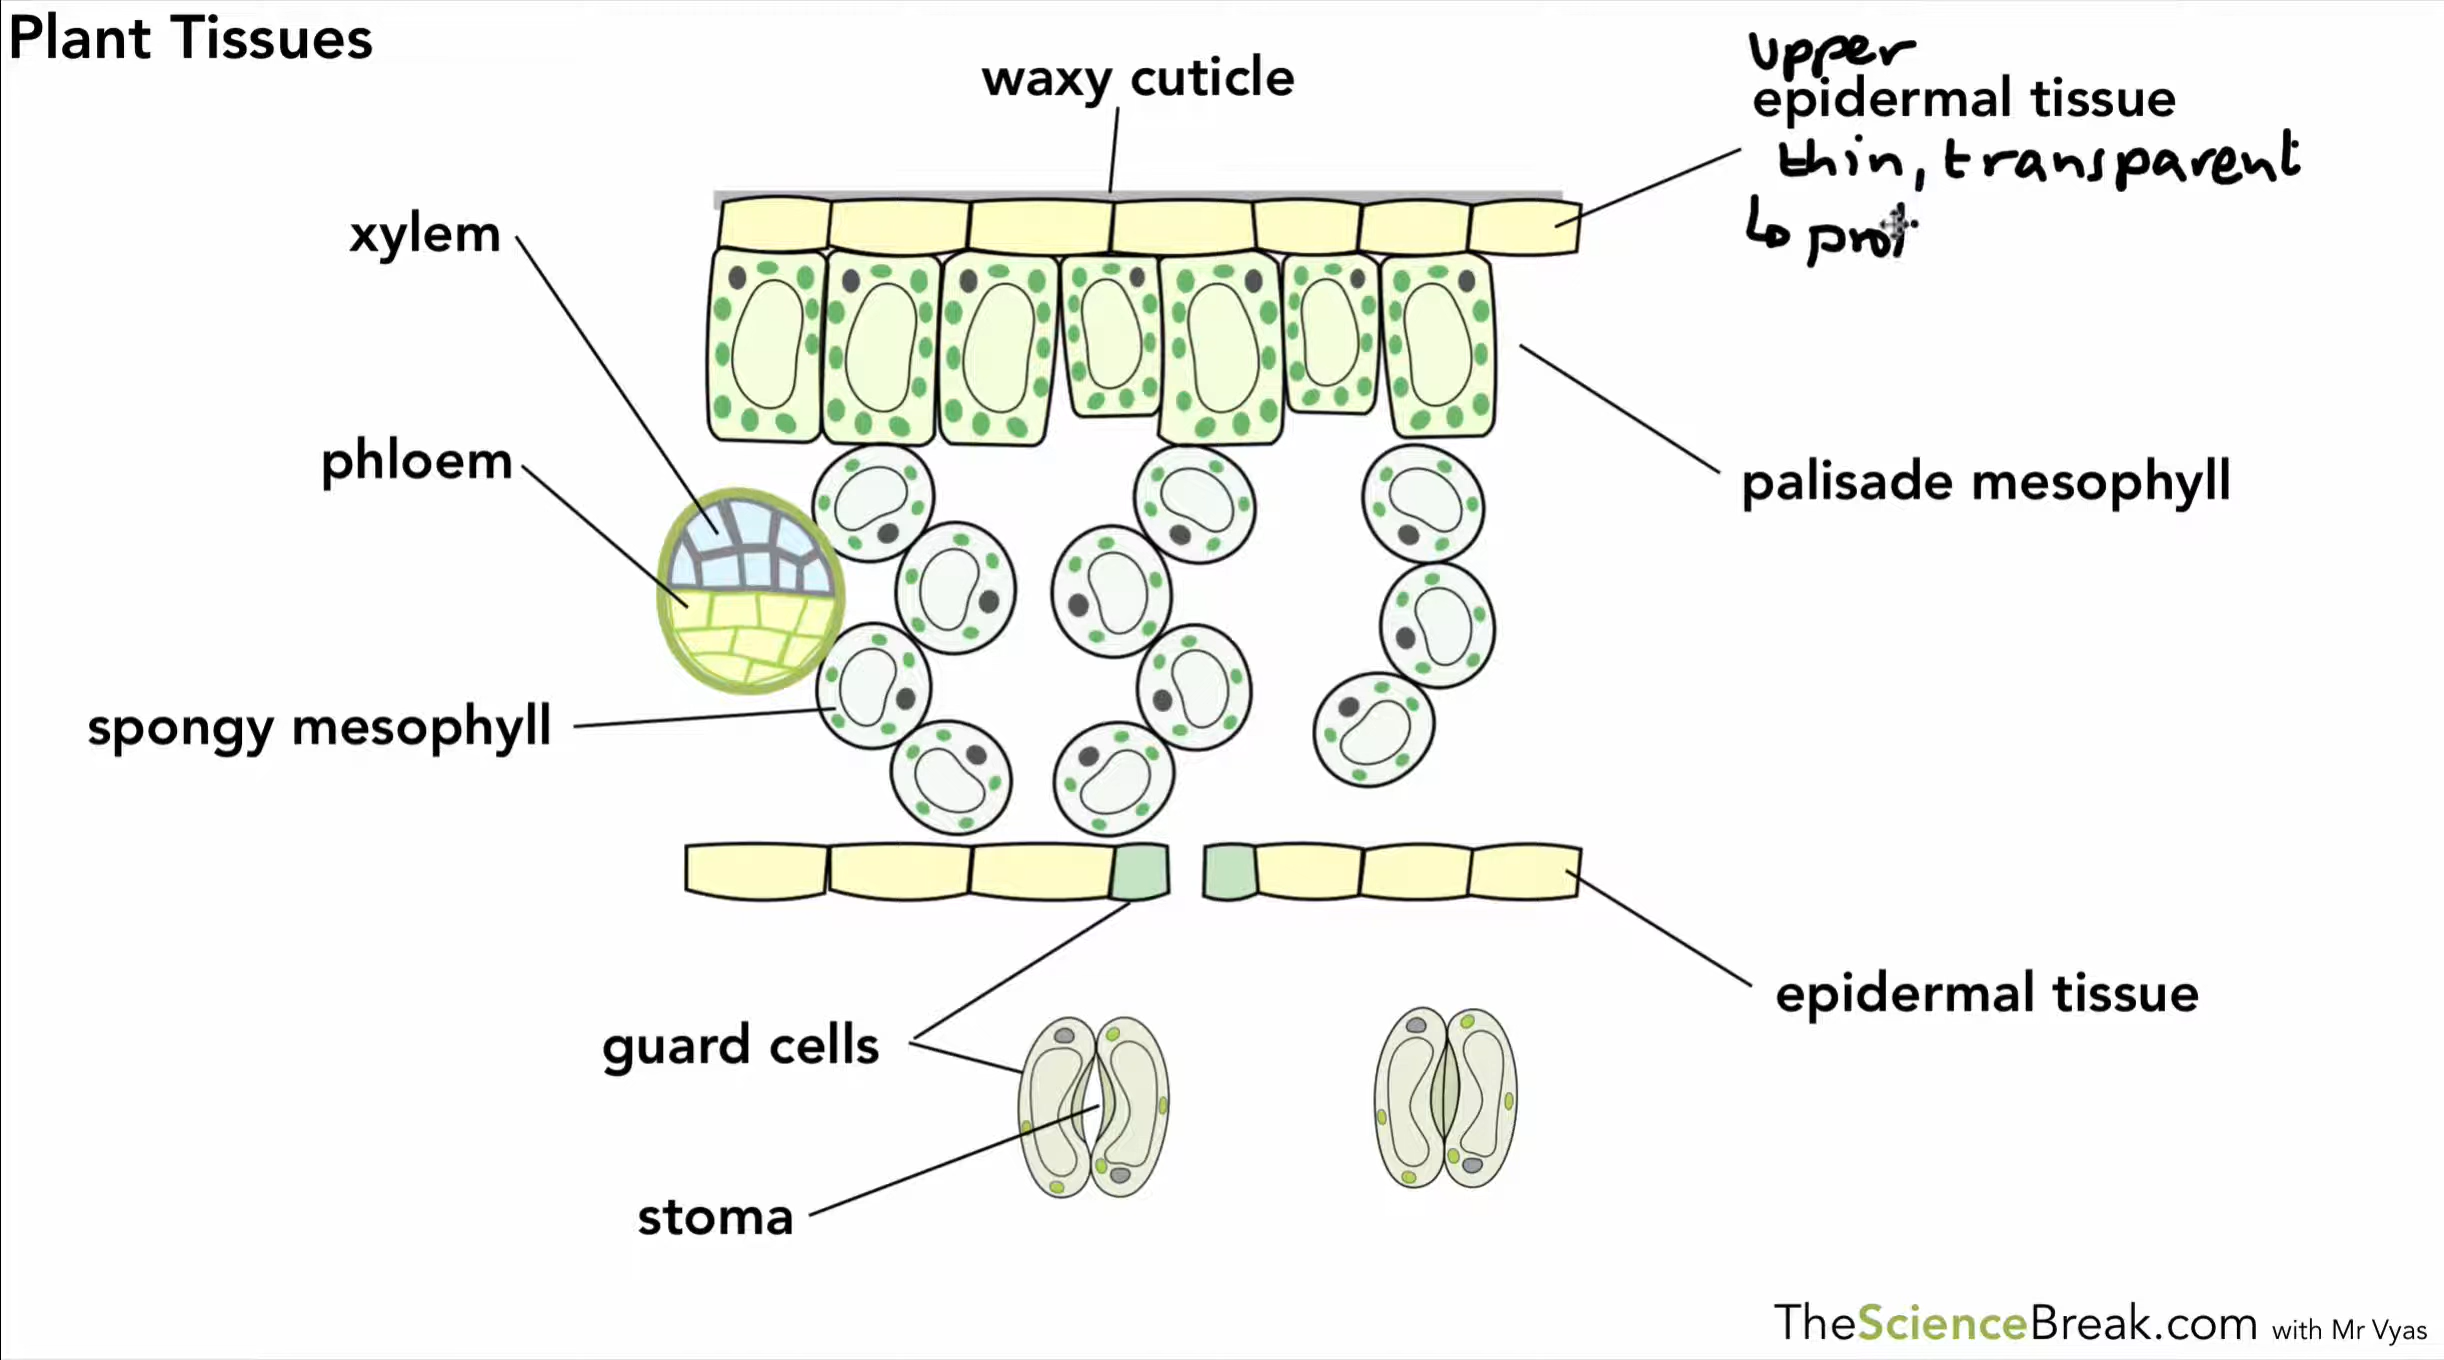 Plant Tissues
waxy cuticle
upper
epidermal tissue
thin, transparent
xylem
phloem
palisade mesophyll
spongy mesophyll
epidermal tissue
guard cells
stoma
TheScienceBreak.com with Mr Vyas